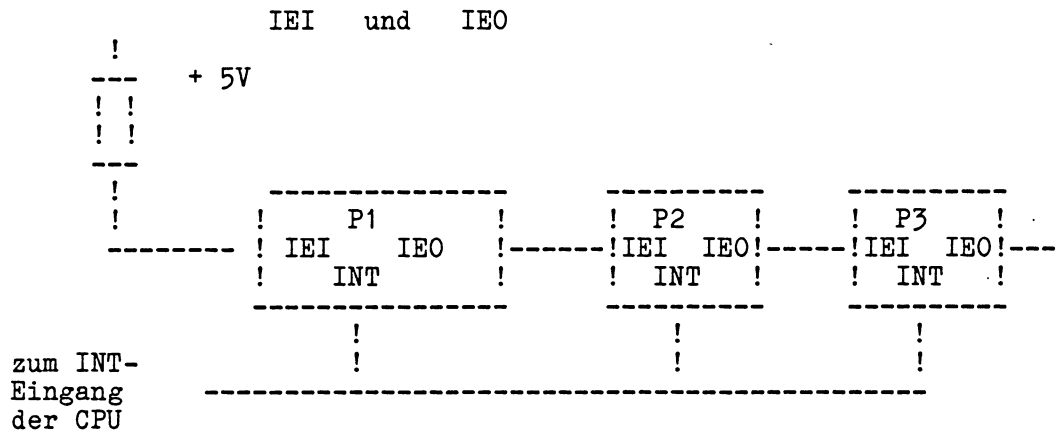 IEI und IEO
+ 5V
P1 P2 P3
IEI IEO IEI IEO IEI IEO
INT INT INT
zum INT-
Eingang
der CPU